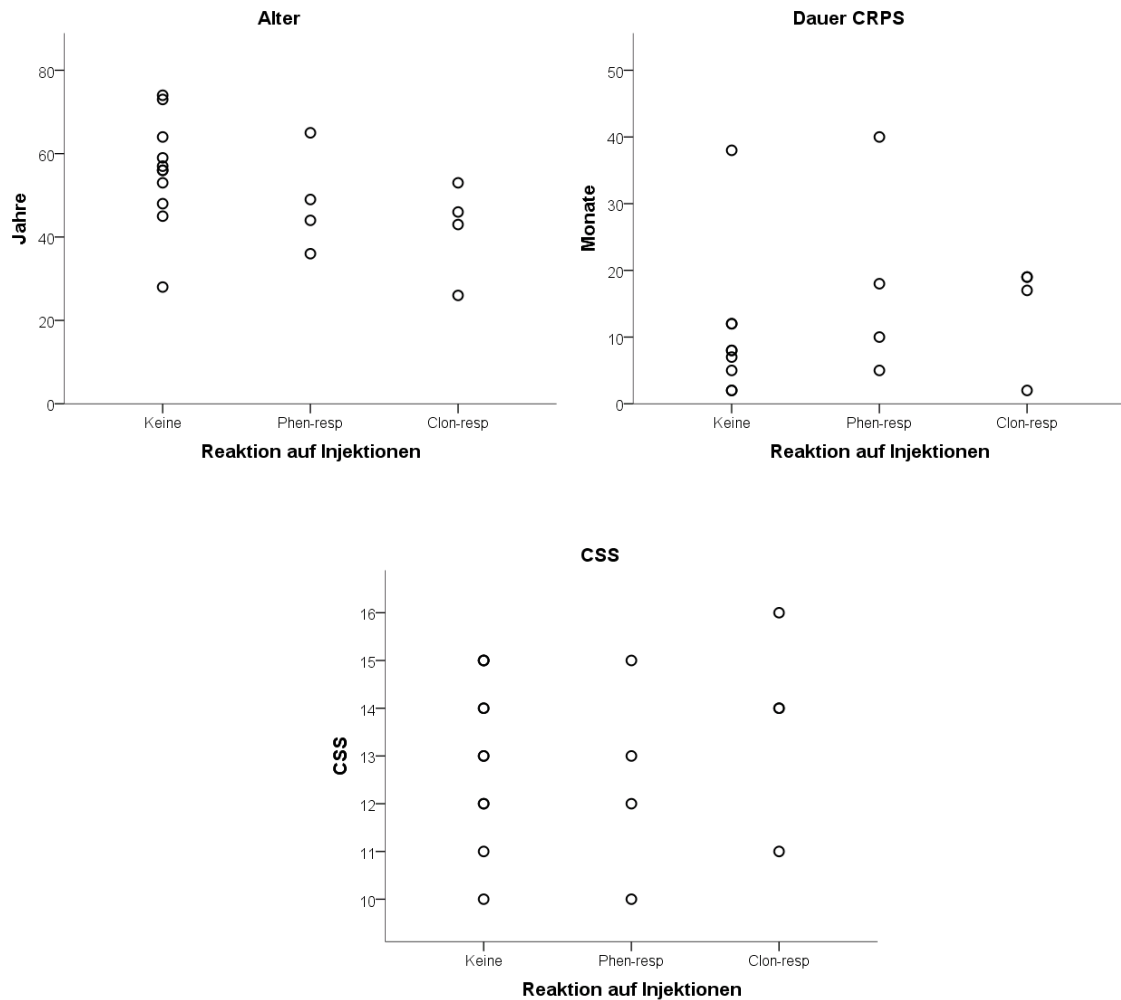 Alter
80
60
40
20
0
Jahre
Keine
Phen-resp
Clon-resp
Reaktion auf Injektionen
Dauer CRPS
50
40
30
20
10
0
Monate
Keine
Phen-resp
Clon-resp
Reaktion auf Injektionen
CSS
16
15
14
13
12
11
10
CSS
Keine
Phen-resp
Clon-resp
Reaktion auf Injektionen